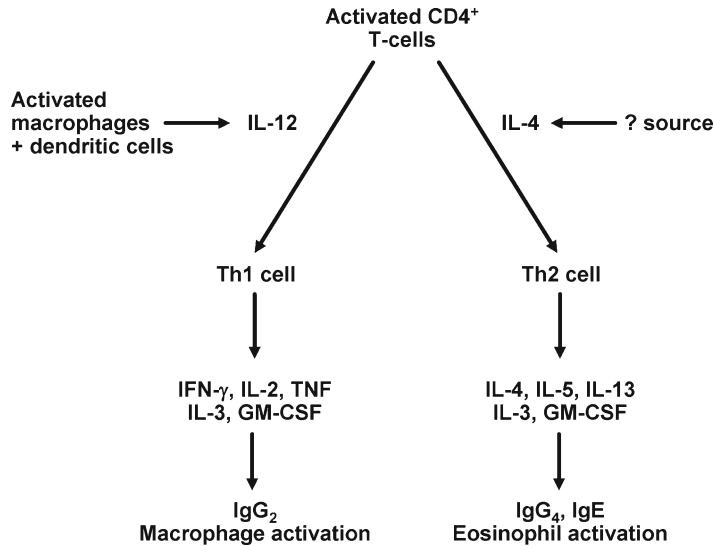 Activated CD4⁺
T-cells
Activated
macrophages
+ dendritic cells
IL-12
IL-4
? source
Th1 cell
Th2 cell
IFN-γ, IL-2, TNF
IL-3, GM-CSF
IL-4, IL-5, IL-13
IL-3, GM-CSF
IgG₂
Macrophage activation
IgG₄, IgE
Eosinophil activation